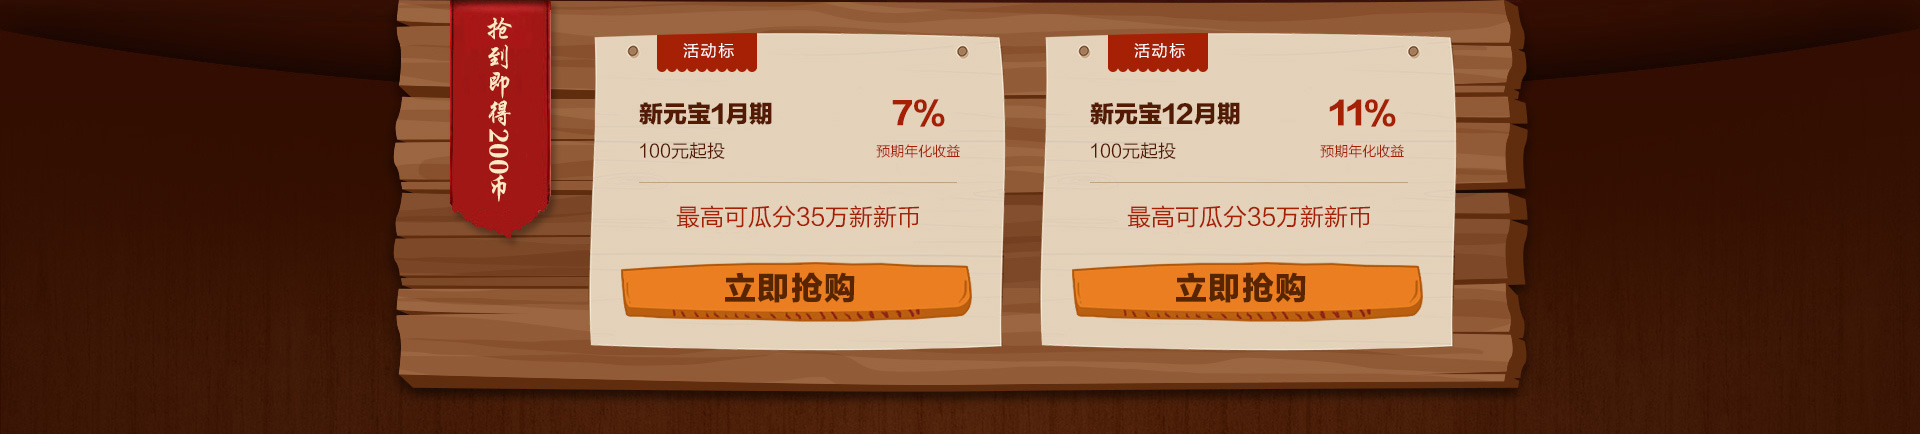 抢到即得200币
活动标
新元宝1月期
7%
100元起投
预期年化收益
最高可瓜分35万新新币
立即抢购
活动标
新元宝12月期
11%
100元起投
预期年化收益
最高可瓜分35万新新币
立即抢购